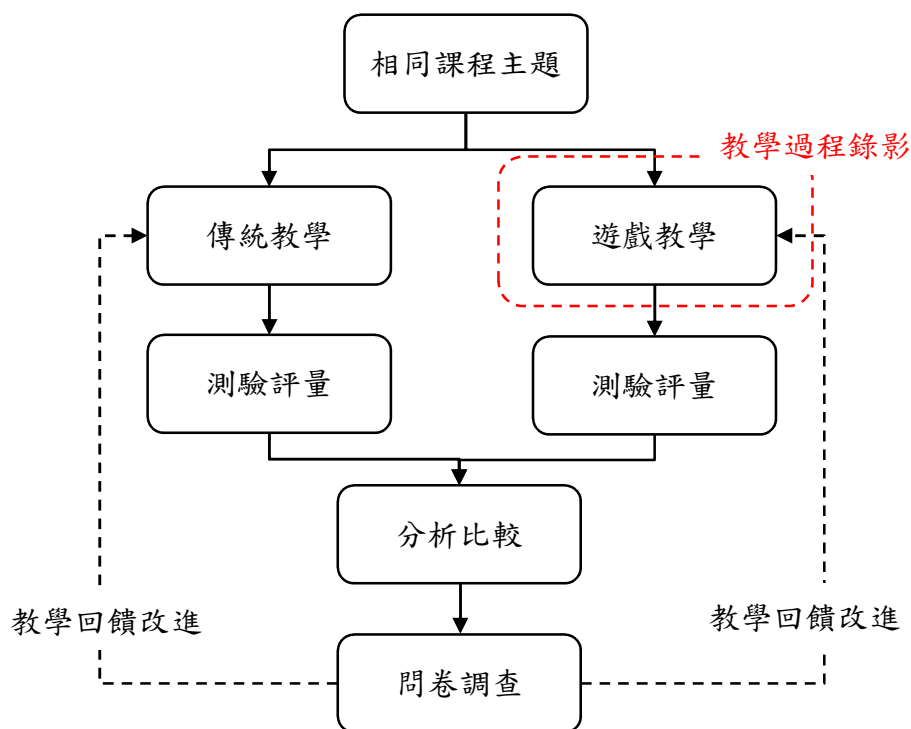 相同課程主題
教學過程錄影
傳統教學
遊戲教學
測驗評量
測驗評量
分析比較
教學回饋改進
教學回饋改進
問卷調查